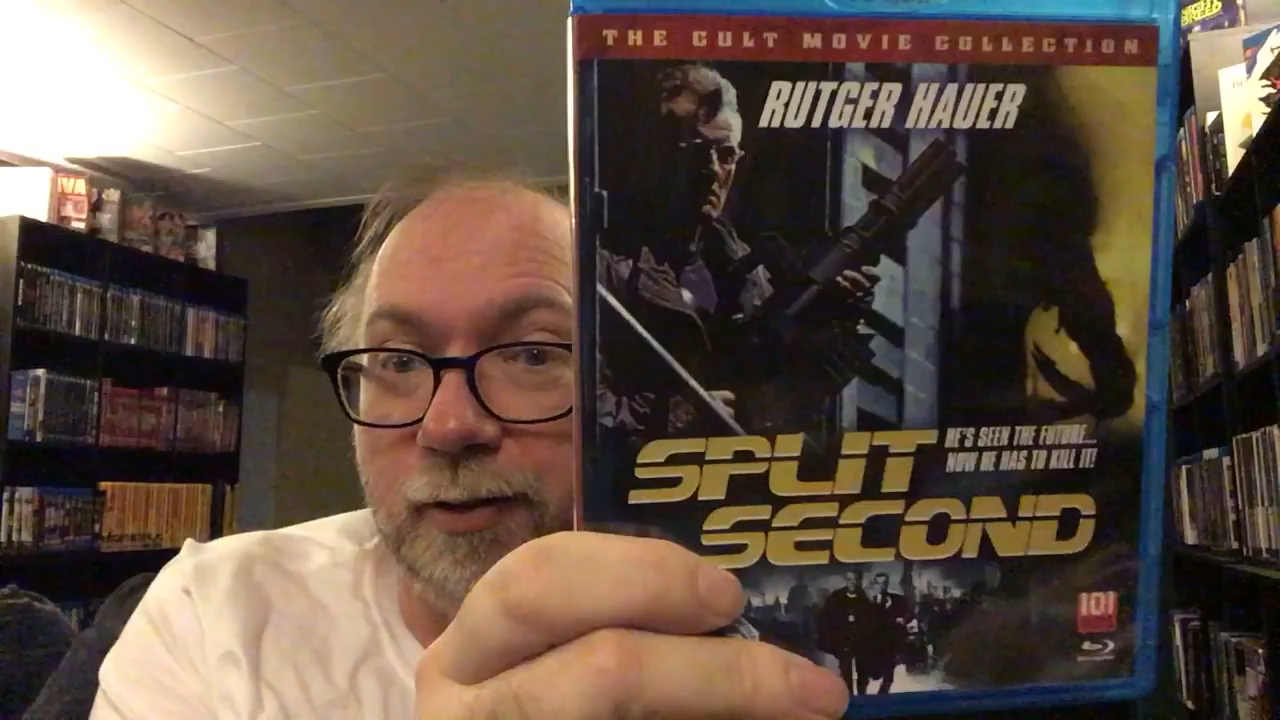 THE CULT MOVIE COLLECTION
RUTGER HAUER
HE'S SEEN THE FUTURE...
NOW HE HAS TO KILL IT!
SPLIT
SECOND
101
IVA